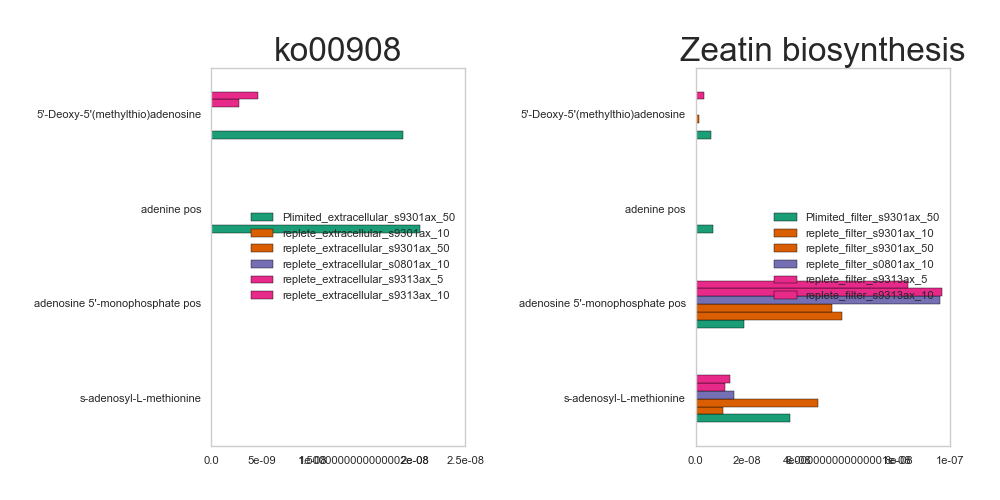 ko00908
Zeatin biosynthesis
5'-Deoxy-5'(methylthio)adenosine
adenine pos
adenosine 5'-monophosphate pos
s-adenosyl-L-methionine
Plimited_extracellular_s9301ax_50
replete_extracellular_s9301ax_10
replete_extracellular_s9301ax_50
replete_extracellular_s0801ax_10
replete_extracellular_s9313ax_5
replete_extracellular_s9313ax_10
0.0
5e-09
2e-08
2.5e-08
5'-Deoxy-5'(methylthio)adenosine
adenine pos
adenosine 5'-monophosphate pos
s-adenosyl-L-methionine
Plimited_filter_s9301ax_50
replete_filter_s9301ax_10
replete_filter_s9301ax_50
replete_filter_s0801ax_10
replete_filter_s9313ax_5
replete_filter_s9313ax_10
0.0
2e-08
8e-08
1e-07